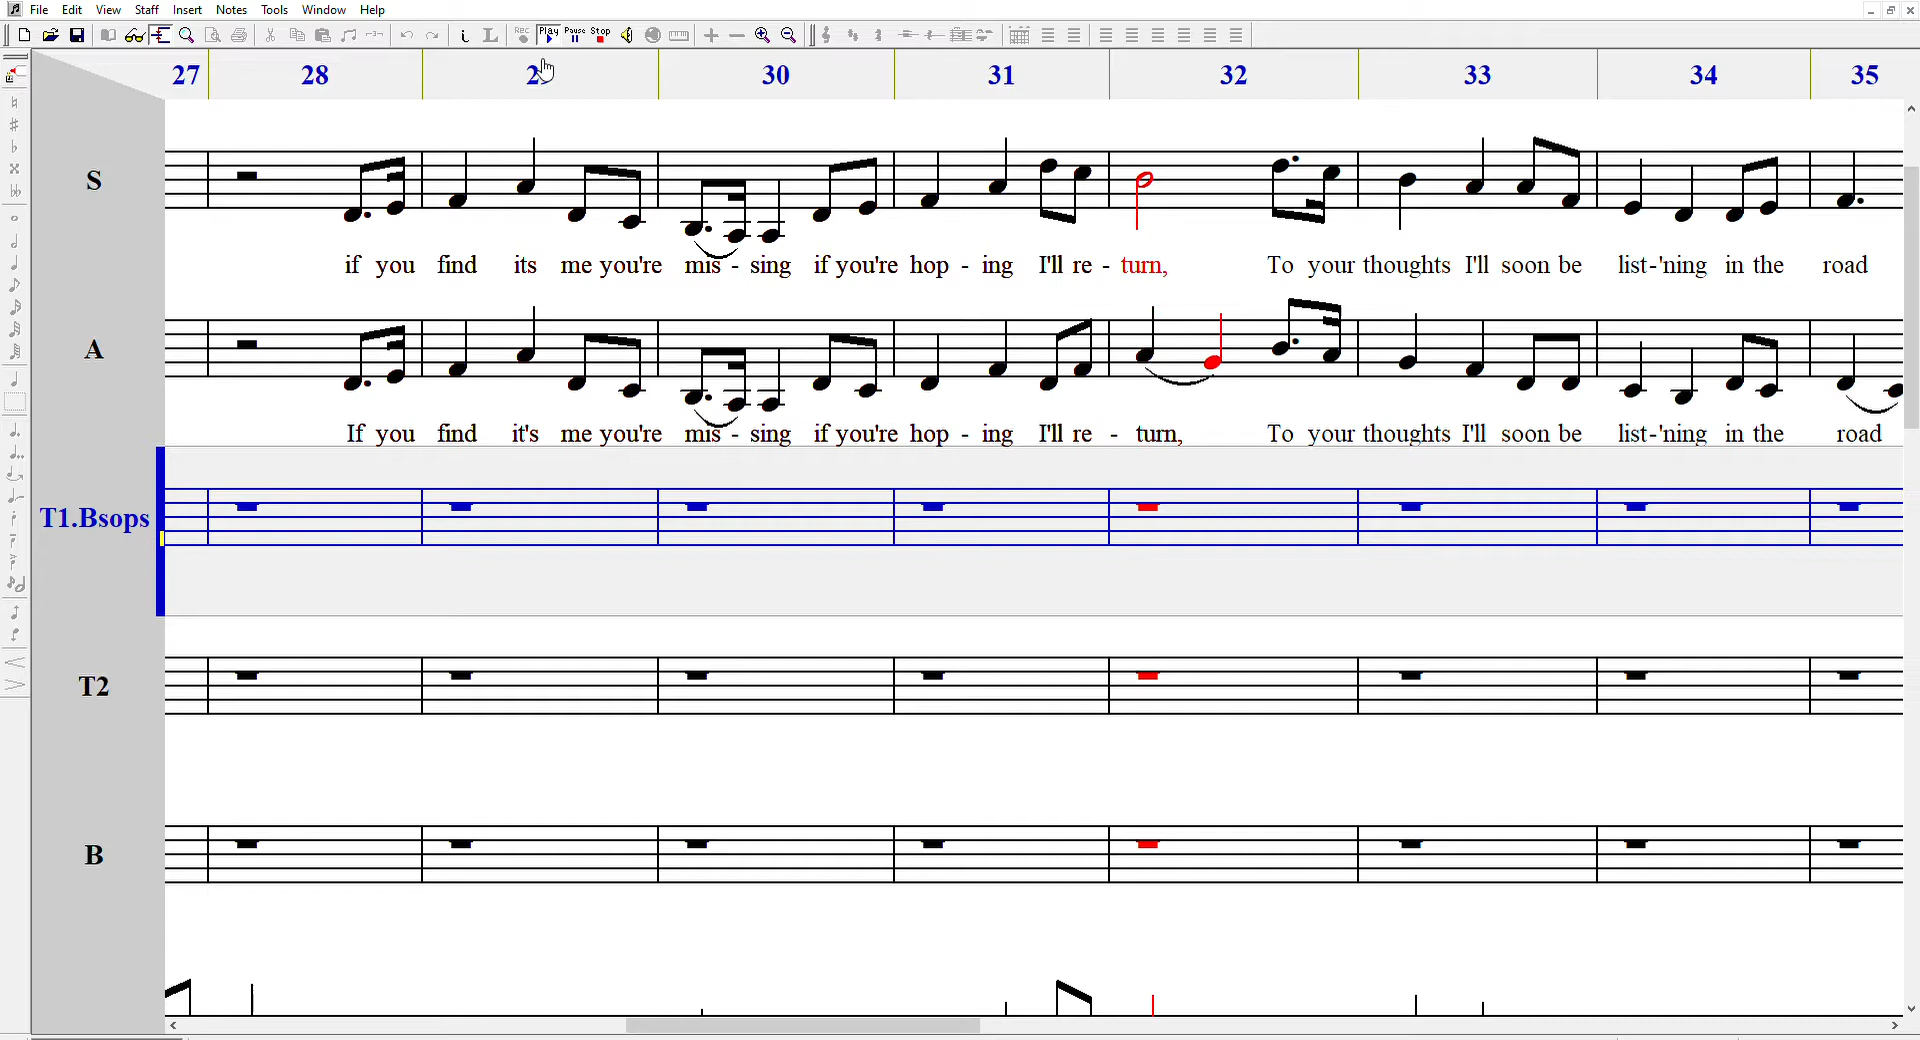 File Edit View Staff Insert Notes Tools Window Help
REC Play Pause Stop
27 28 30 31 32 33 34 35
S
if you find its me you're mis - sing if you're hop - ing I'll re - turn, To your thoughts I'll soon be list-'ning in the road
A
If you find it's me you're mis - sing if you're hop - ing I'll re - turn, To your thoughts I'll soon be list-'ning in the road
T1.Bsops
T2
B